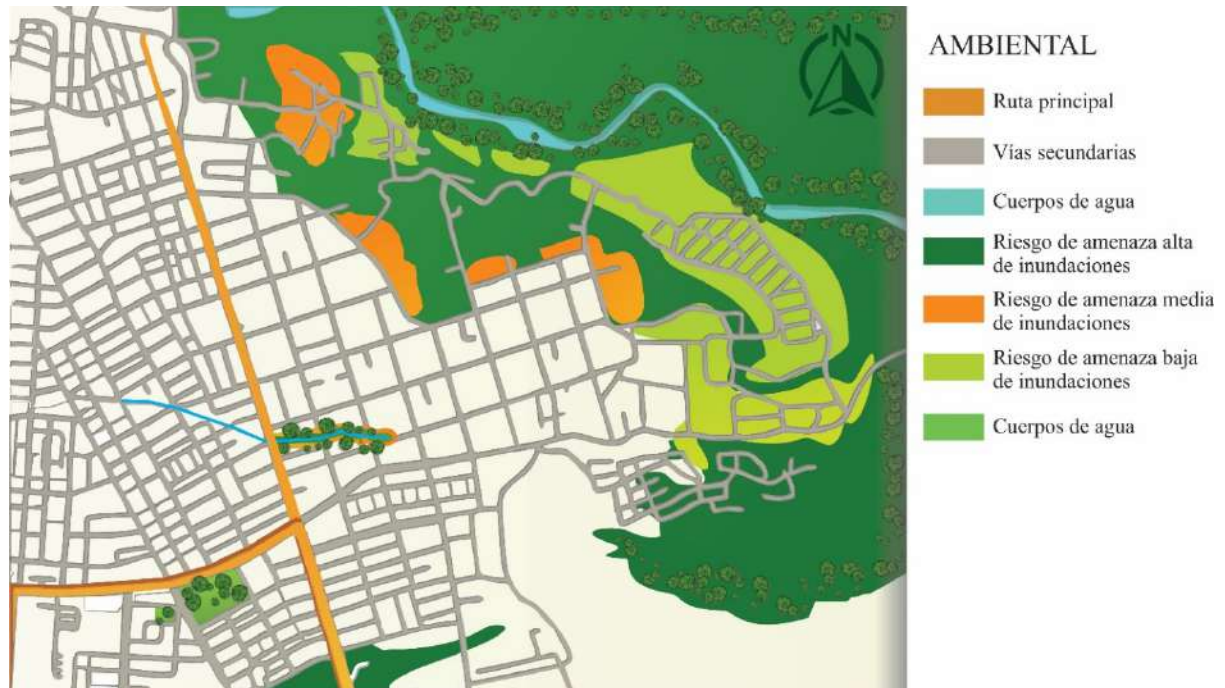 N
AMBIENTAL
Ruta principal
Vías secundarias
Cuerpos de agua
Riesgo de amenaza alta
de inundaciones
Riesgo de amenaza media
de inundaciones
Riesgo de amenaza baja
de inundaciones
Cuerpos de agua